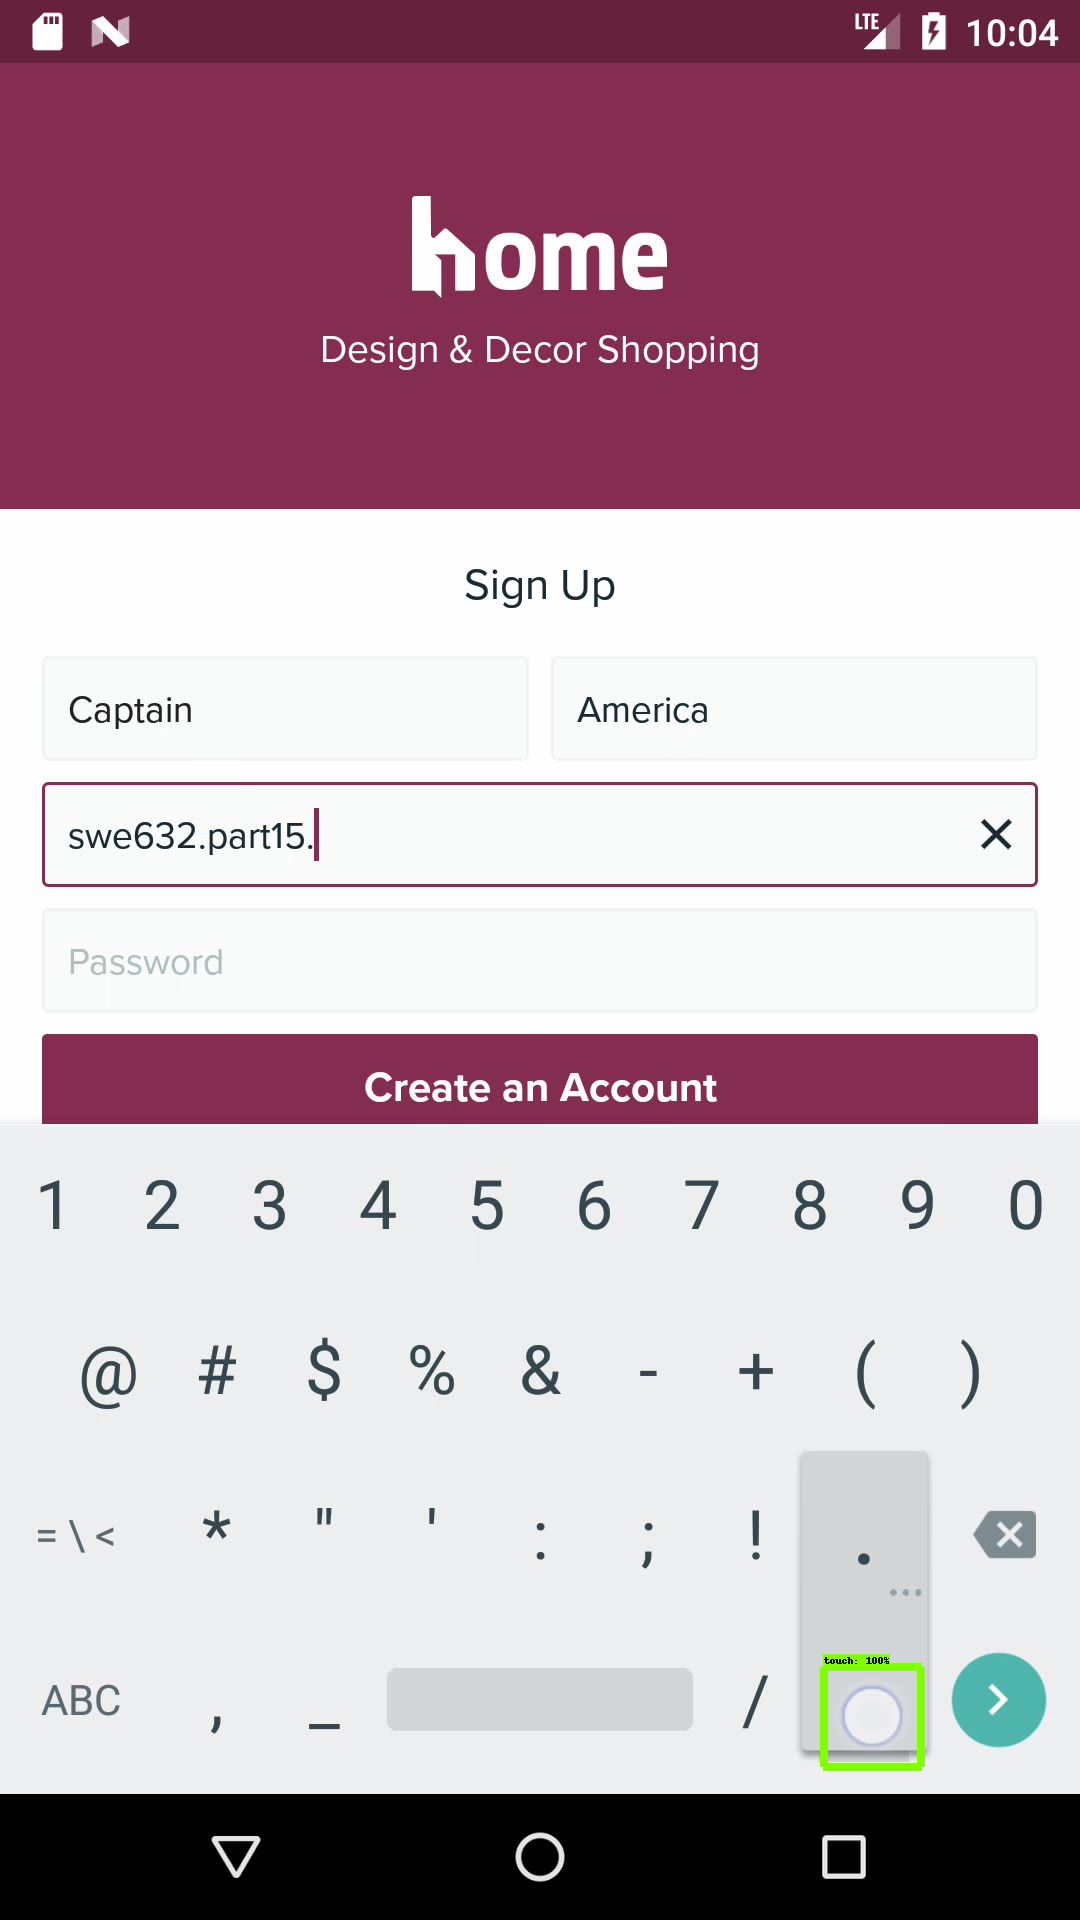 LTE 10:04
home
Design & Decor Shopping
Sign Up
Captain America
swe632.part15.
Password
Create an Account
1 2 3 4 5 6 7 8 9 0
@ # $ % & - + ( )
= \ < * " ' : ; ! .
touch: 100%
ABC , _ /